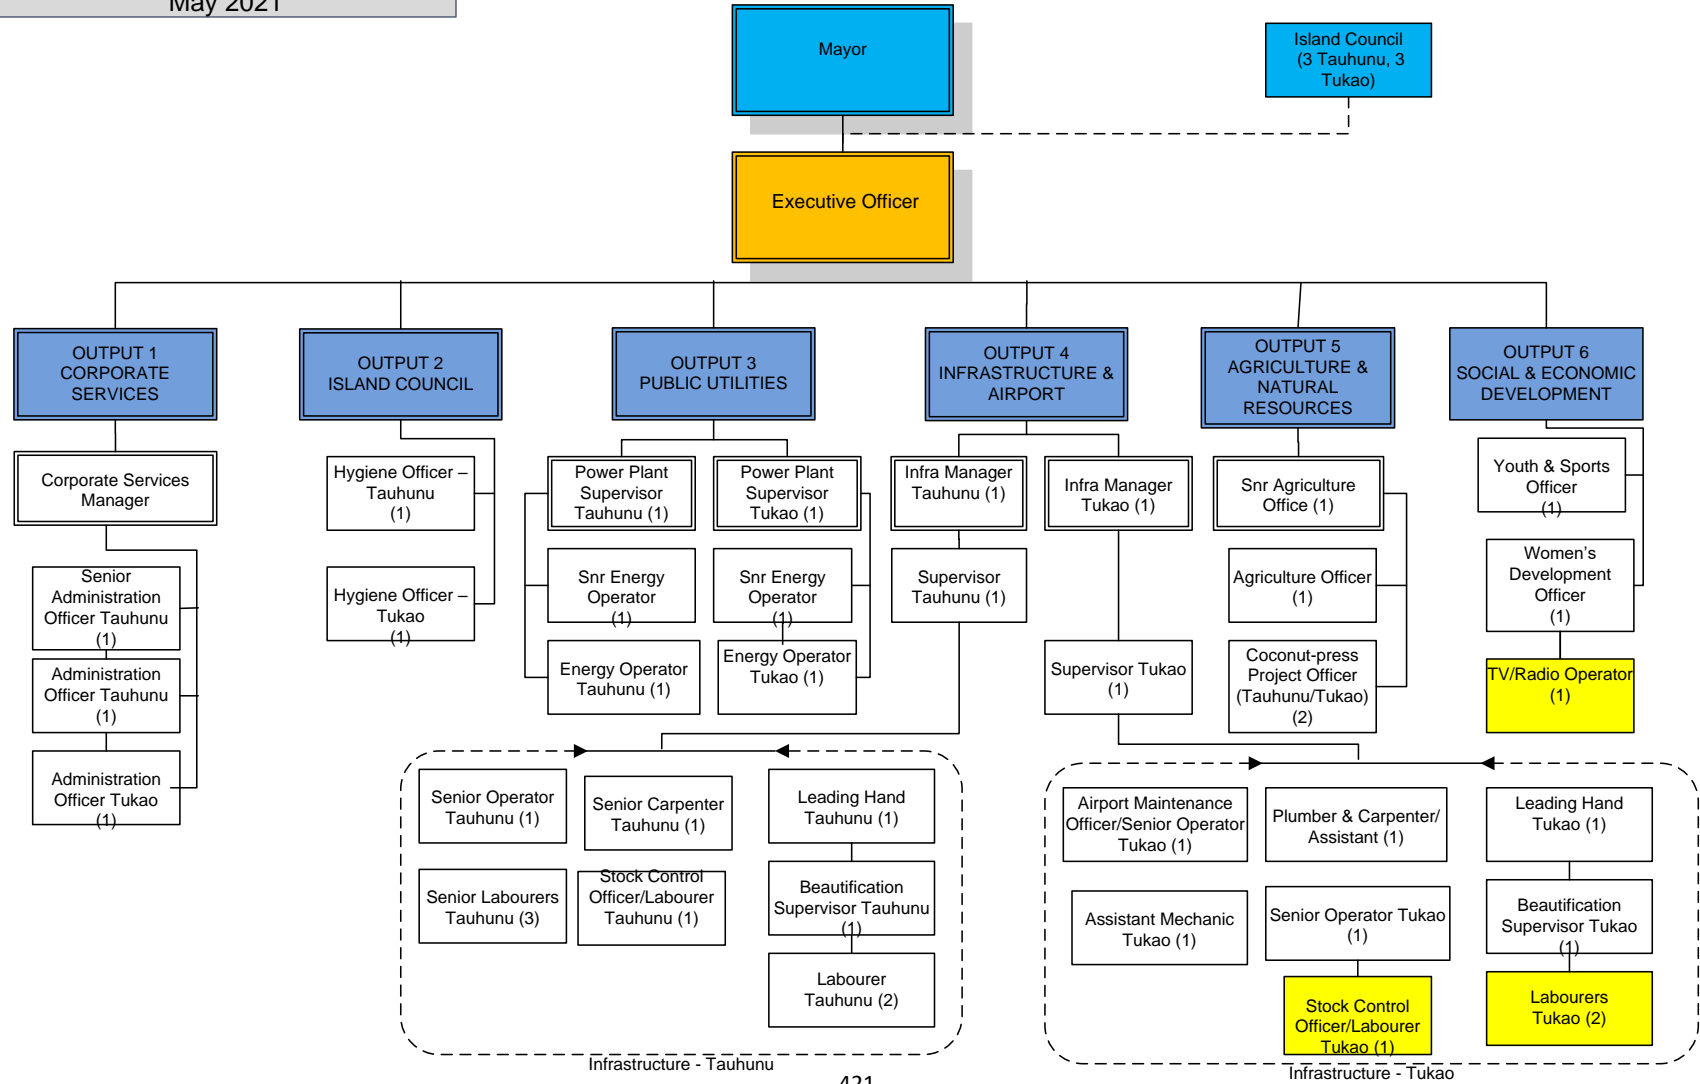 May 2021
Mayor
Island Council
(3 Tauhunu, 3
Tukao)
Executive Officer
OUTPUT 1
CORPORATE
SERVICES
OUTPUT 2
ISLAND COUNCIL
OUTPUT 3
PUBLIC UTILITIES
OUTPUT 4
INFRASTRUCTURE &
AIRPORT
OUTPUT 5
AGRICULTURE &
NATURAL
RESOURCES
OUTPUT 6
SOCIAL & ECONOMIC
DEVELOPMENT
Corporate Services
Manager
Senior
Administration
Officer Tauhunu
(1)
Administration
Officer Tauhunu
(1)
Administration
Officer Tukao
(1)
Hygiene Officer –
Tauhunu
(1)
Hygiene Officer –
Tukao
(1)
Power Plant
Supervisor
Tauhunu (1)
Snr Energy
Operator
(1)
Energy Operator
Tauhunu (1)
Power Plant
Supervisor
Tukao (1)
Snr Energy
Operator
(1)
Energy Operator
Tukao (1)
Infra Manager
Tauhunu (1)
Supervisor
Tauhunu (1)
Infra Manager
Tukao (1)
Supervisor Tukao
(1)
Snr Agriculture
Office (1)
Agriculture Officer
(1)
Coconut-press
Project Officer
(Tauhunu/Tukao)
(2)
Youth & Sports
Officer
(1)
Women's
Development
Officer
(1)
TV/Radio Operator
(1)
Senior Operator
Tauhunu (1)
Senior Carpenter
Tauhunu (1)
Leading Hand
Tauhunu (1)
Senior Labourers
Tauhunu (3)
Stock Control
Officer/Labourer
Tauhunu (1)
Beautification
Supervisor Tauhunu
(1)
Labourer
Tauhunu (2)
Infrastructure - Tauhunu
Airport Maintenance
Officer/Senior Operator
Tukao (1)
Plumber & Carpenter/
Assistant (1)
Leading Hand
Tukao (1)
Assistant Mechanic
Tukao (1)
Senior Operator Tukao
(1)
Beautification
Supervisor Tukao
(1)
Stock Control
Officer/Labourer
Tukao (1)
Labourers
Tukao (2)
Infrastructure - Tukao
421